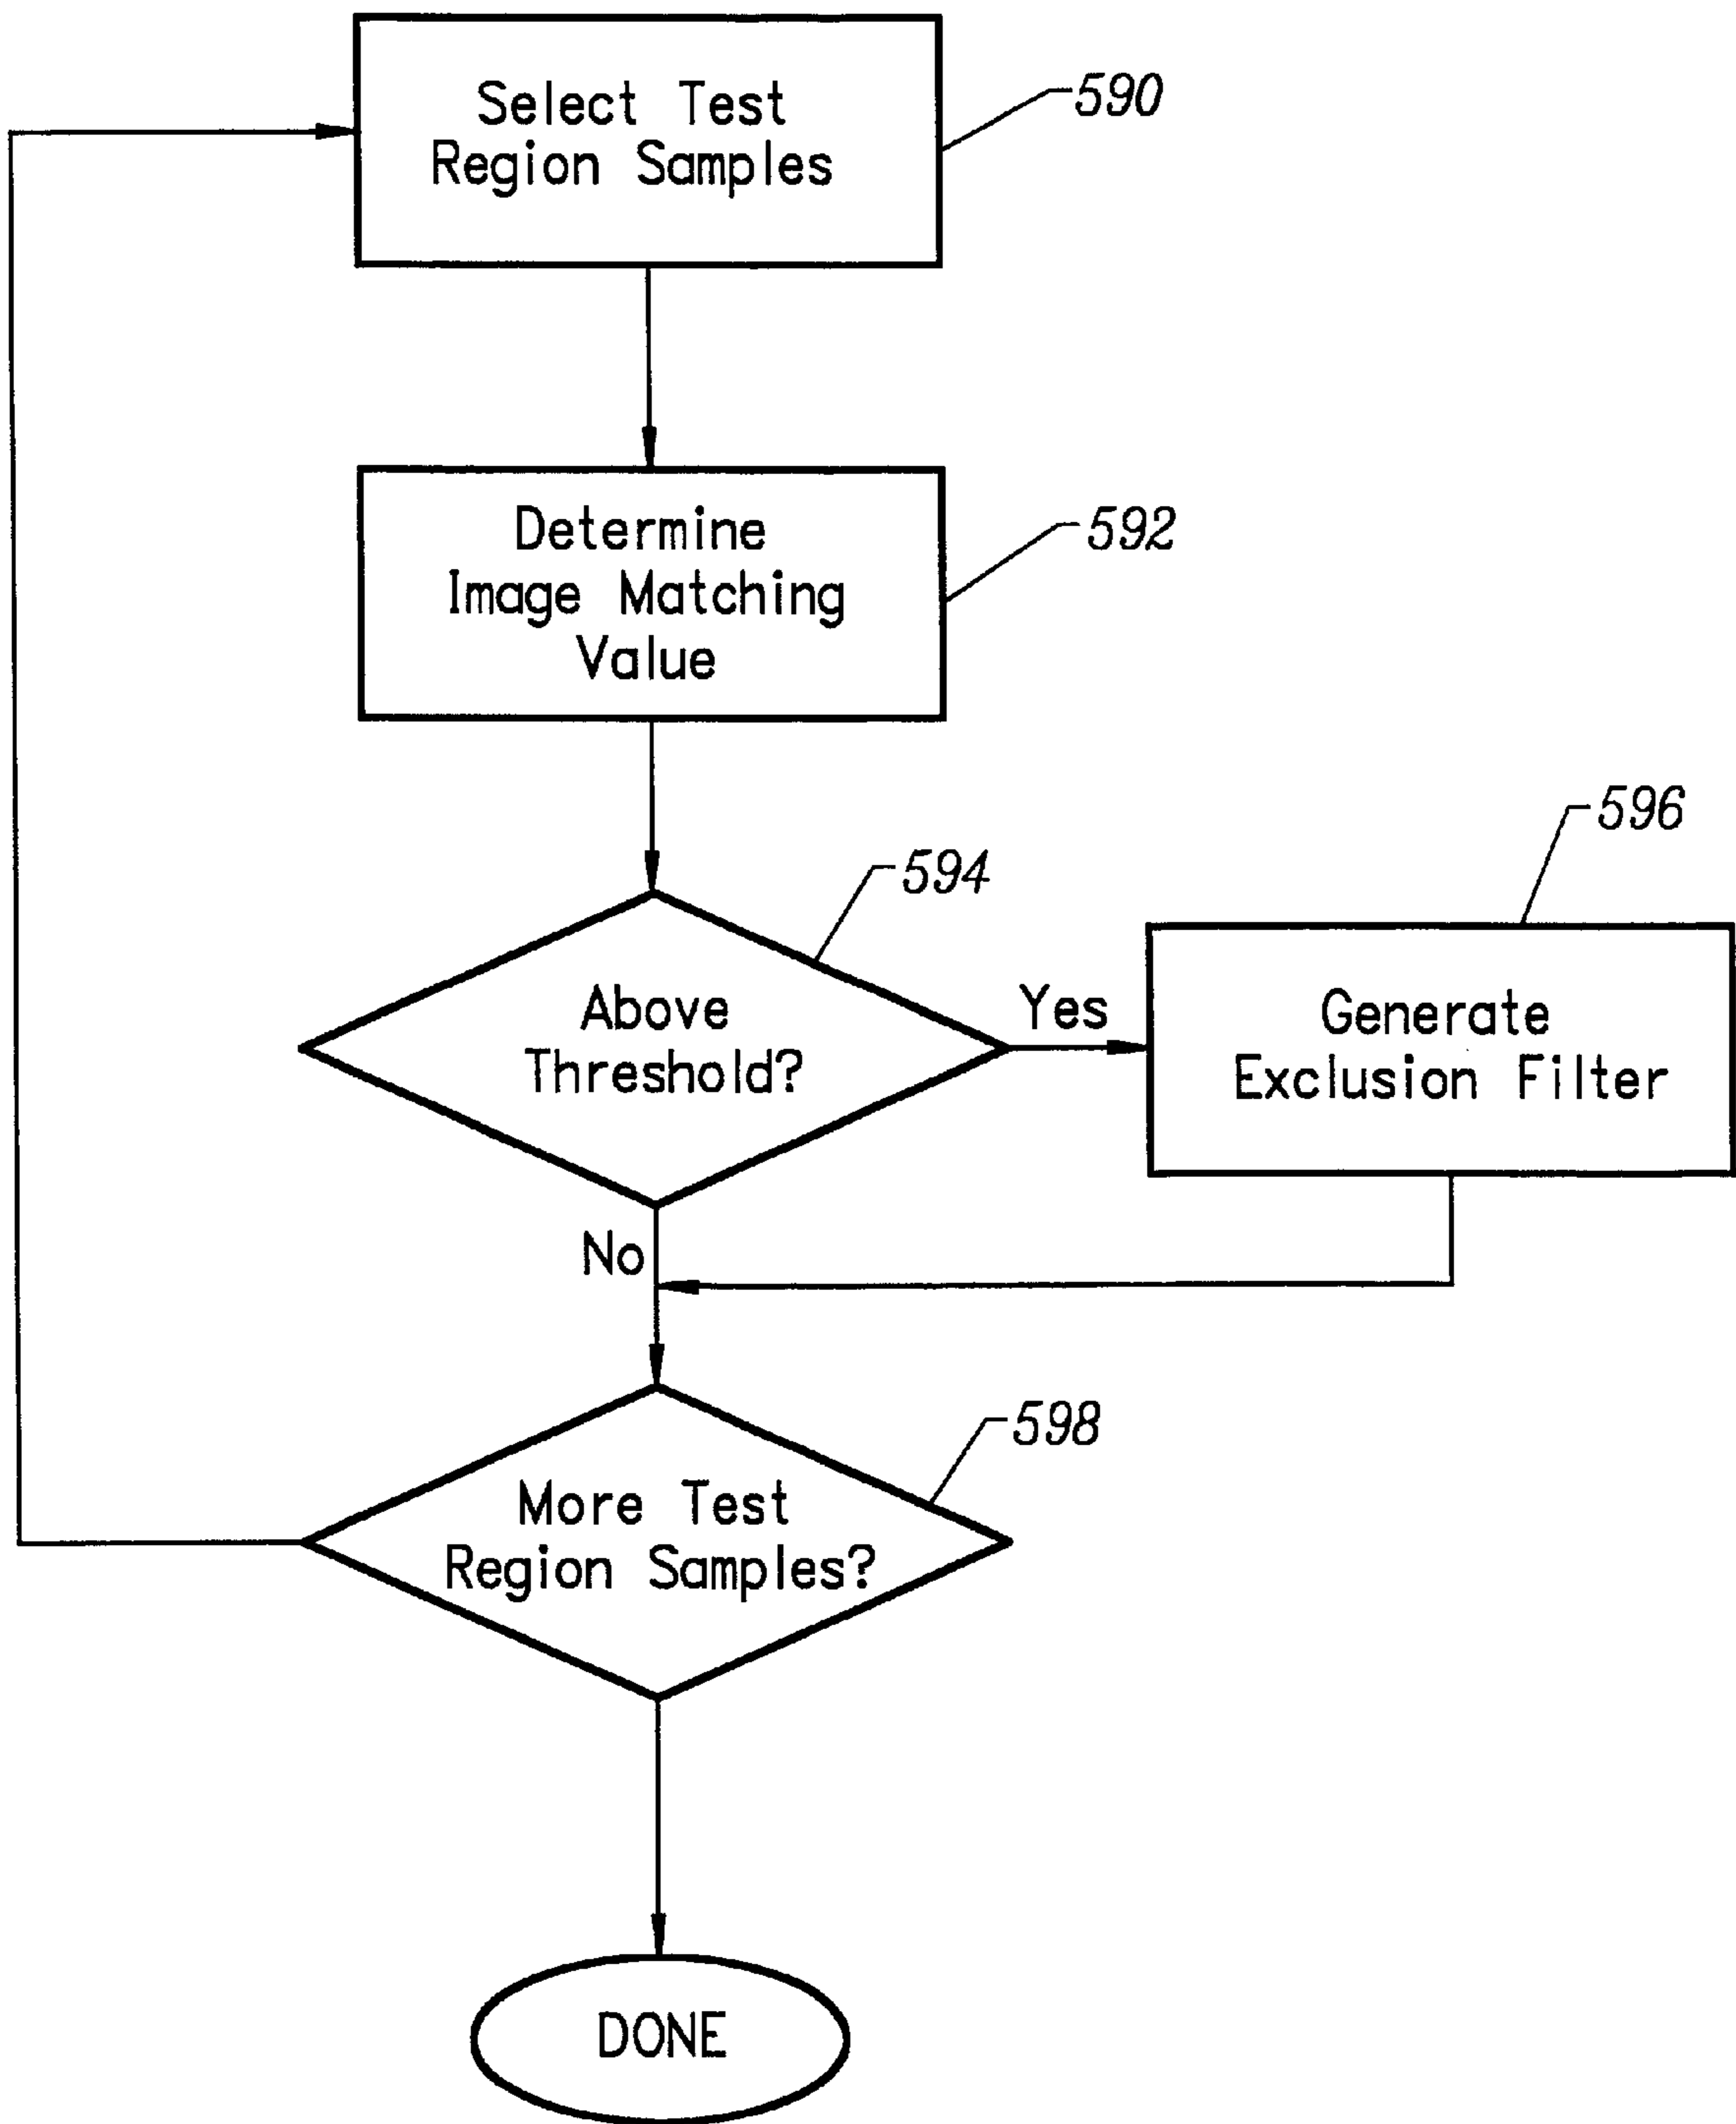 Select Test
Region Samples
590
Determine
Image Matching
Value
592
594
Above
Threshold?
Yes
596
Generate
Exclusion Filter
No
598
More Test
Region Samples?
DONE